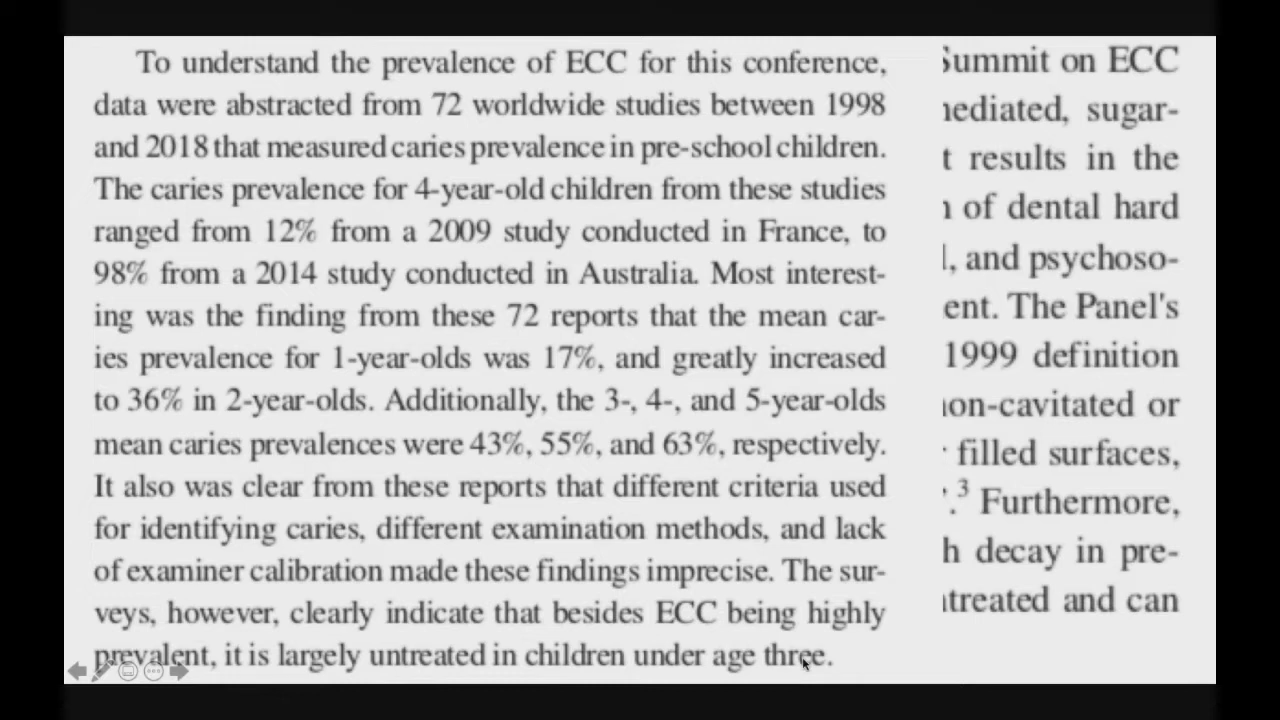 To understand the prevalence of ECC for this conference,
data were abstracted from 72 worldwide studies between 1998
and 2018 that measured caries prevalence in pre-school children.
The caries prevalence for 4-year-old children from these studies
ranged from 12% from a 2009 study conducted in France, to
98% from a 2014 study conducted in Australia. Most interest-
ing was the finding from these 72 reports that the mean car-
ies prevalence for 1-year-olds was 17%, and greatly increased
to 36% in 2-year-olds. Additionally, the 3-, 4-, and 5-year-olds
mean caries prevalences were 43%, 55%, and 63%, respectively.
It also was clear from these reports that different criteria used
for identifying caries, different examination methods, and lack
of examiner calibration made these findings imprecise. The sur-
veys, however, clearly indicate that besides ECC being highly
prevalent, it is largely untreated in children under age three.
Summit on ECC
sugar-
results in the
of dental hard
and psychoso-
The Panel's
1999 definition
or
filled surfaces,
.3 Furthermore,
decay in pre-
and can